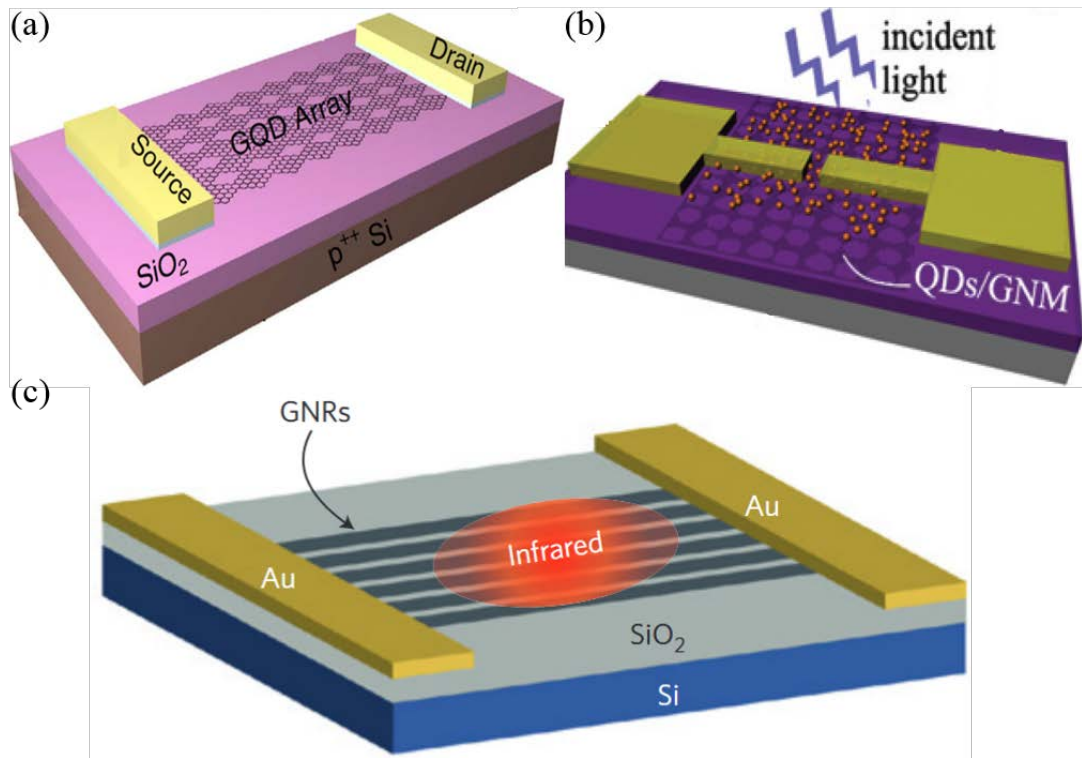 (a)
Drain
GQD Array
Source
SiO₂
p⁺⁺ Si
(b)
incident
light
QDs/GNM
(c)
GNRs
Au
Infrared
Au
SiO₂
Si